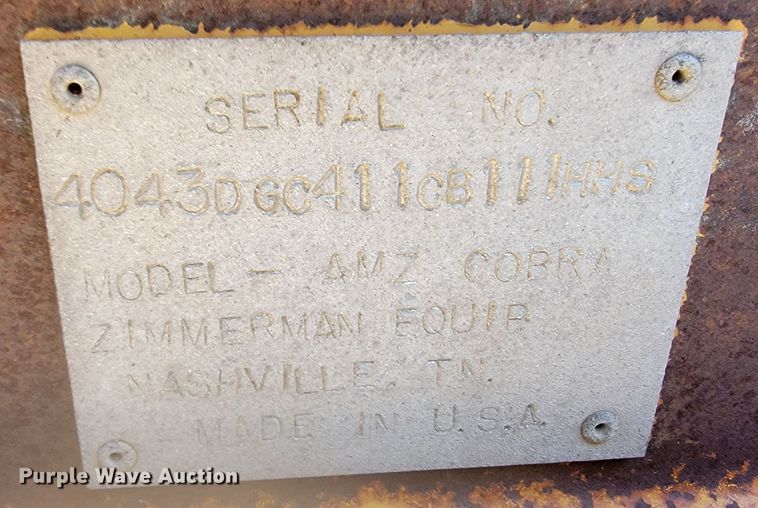 SERIAL NO.
4043DGC411CB111HHS
MODEL- AMZ COBRA
ZIMMERMAN EQUIP
NASHVILLE, TN.
MADE IN U.S.A.
Purple Wave Auction